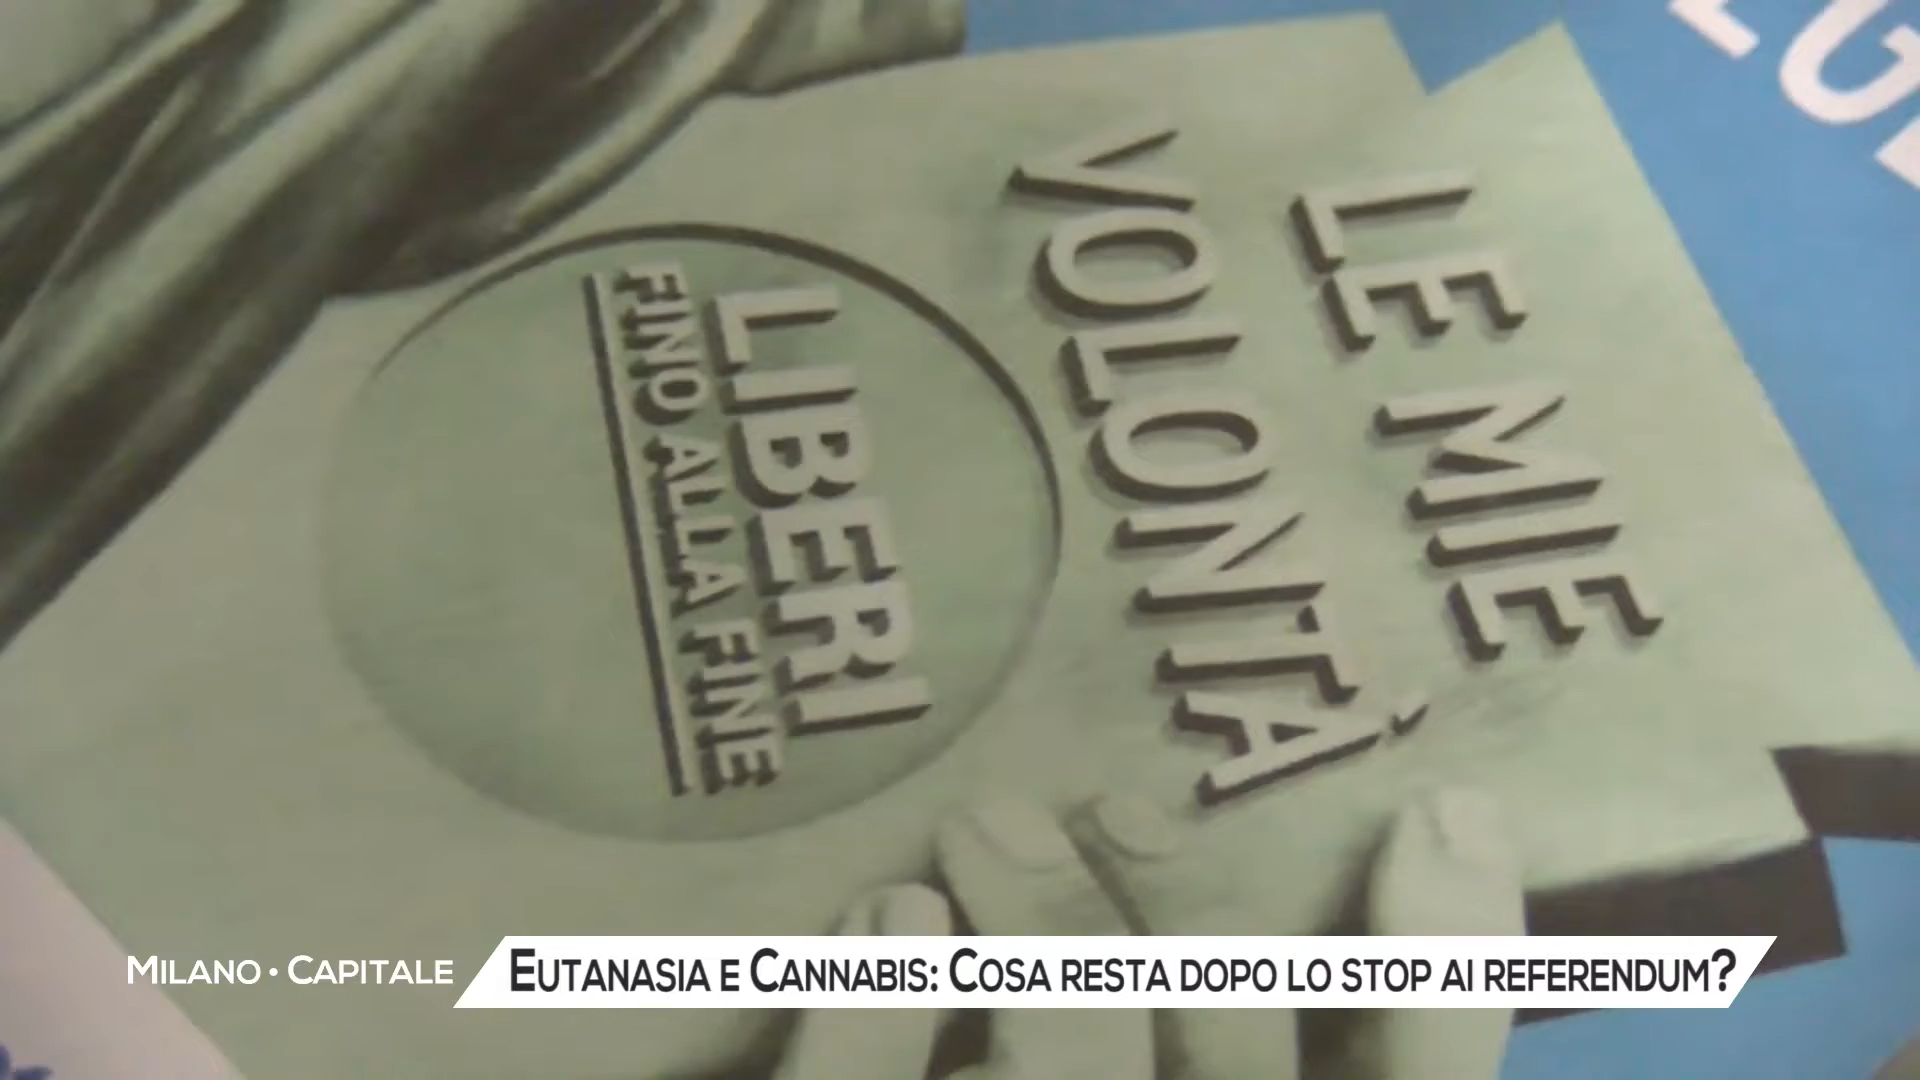 LE MIE
VOLONTÀ
LIBERI
FINO ALLA FINE
MILANO • CAPITALE
EUTANASIA E CANNABIS: COSA RESTA DOPO LO STOP AI REFERENDUM?